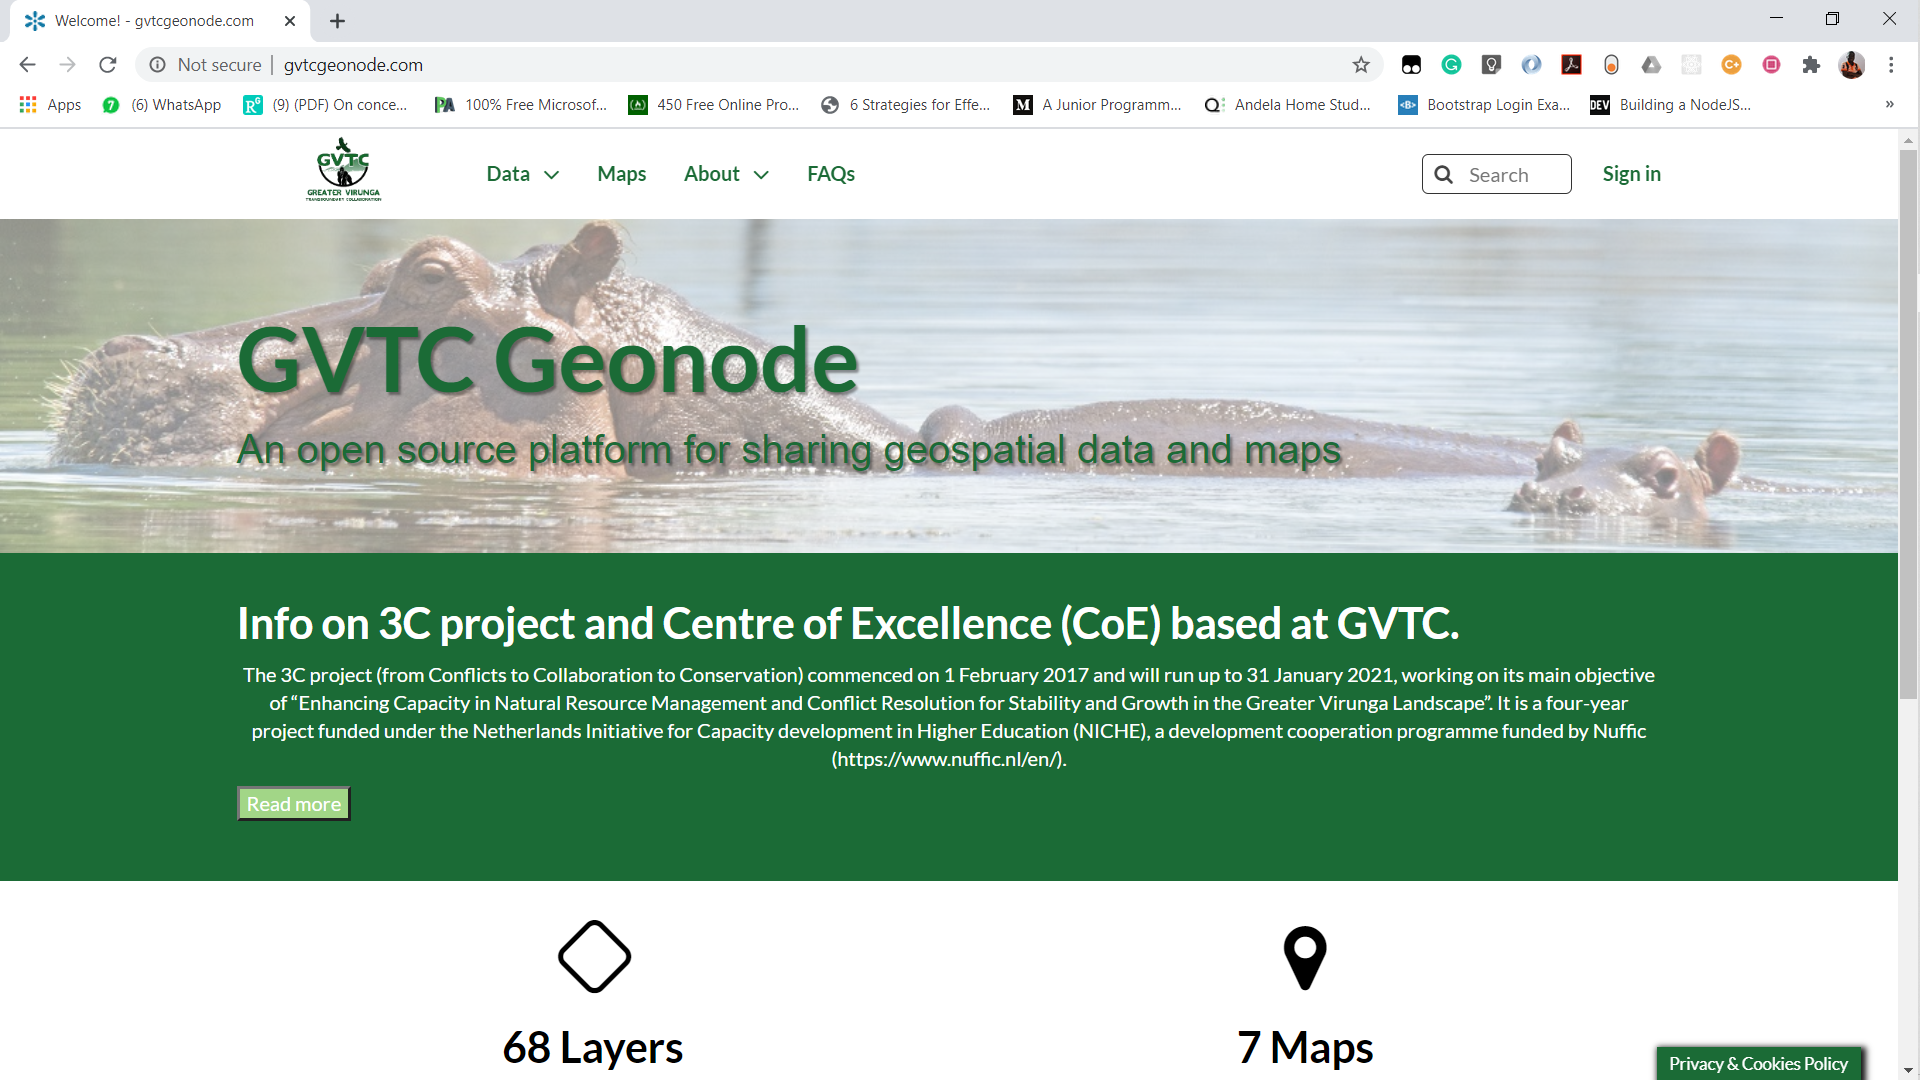 Welcome! - gvtcgeonode.com
Not secure | gvtcgeonode.com
Apps
(6) WhatsApp
(9) (PDF) On conce...
100% Free Microsof...
450 Free Online Pro...
6 Strategies for Effe...
A Junior Programm...
Andela Home Stud...
Bootstrap Login Exa...
DEV Building a NodeJS...
»
GVTC
GREATER VIRUNGA
TRANSBOUNDARY COLLABORATION
Data
Maps
About
FAQs
Search
Sign in
GVTC Geonode
An open source platform for sharing geospatial data and maps
Info on 3C project and Centre of Excellence (CoE) based at GVTC.
The 3C project (from Conflicts to Collaboration to Conservation) commenced on 1 February 2017 and will run up to 31 January 2021, working on its main objective
of “Enhancing Capacity in Natural Resource Management and Conflict Resolution for Stability and Growth in the Greater Virunga Landscape”. It is a four-year
project funded under the Netherlands Initiative for Capacity development in Higher Education (NICHE), a development cooperation programme funded by Nuffic
(https://www.nuffic.nl/en/).
Read more
68 Layers
7 Maps
Privacy & Cookies Policy